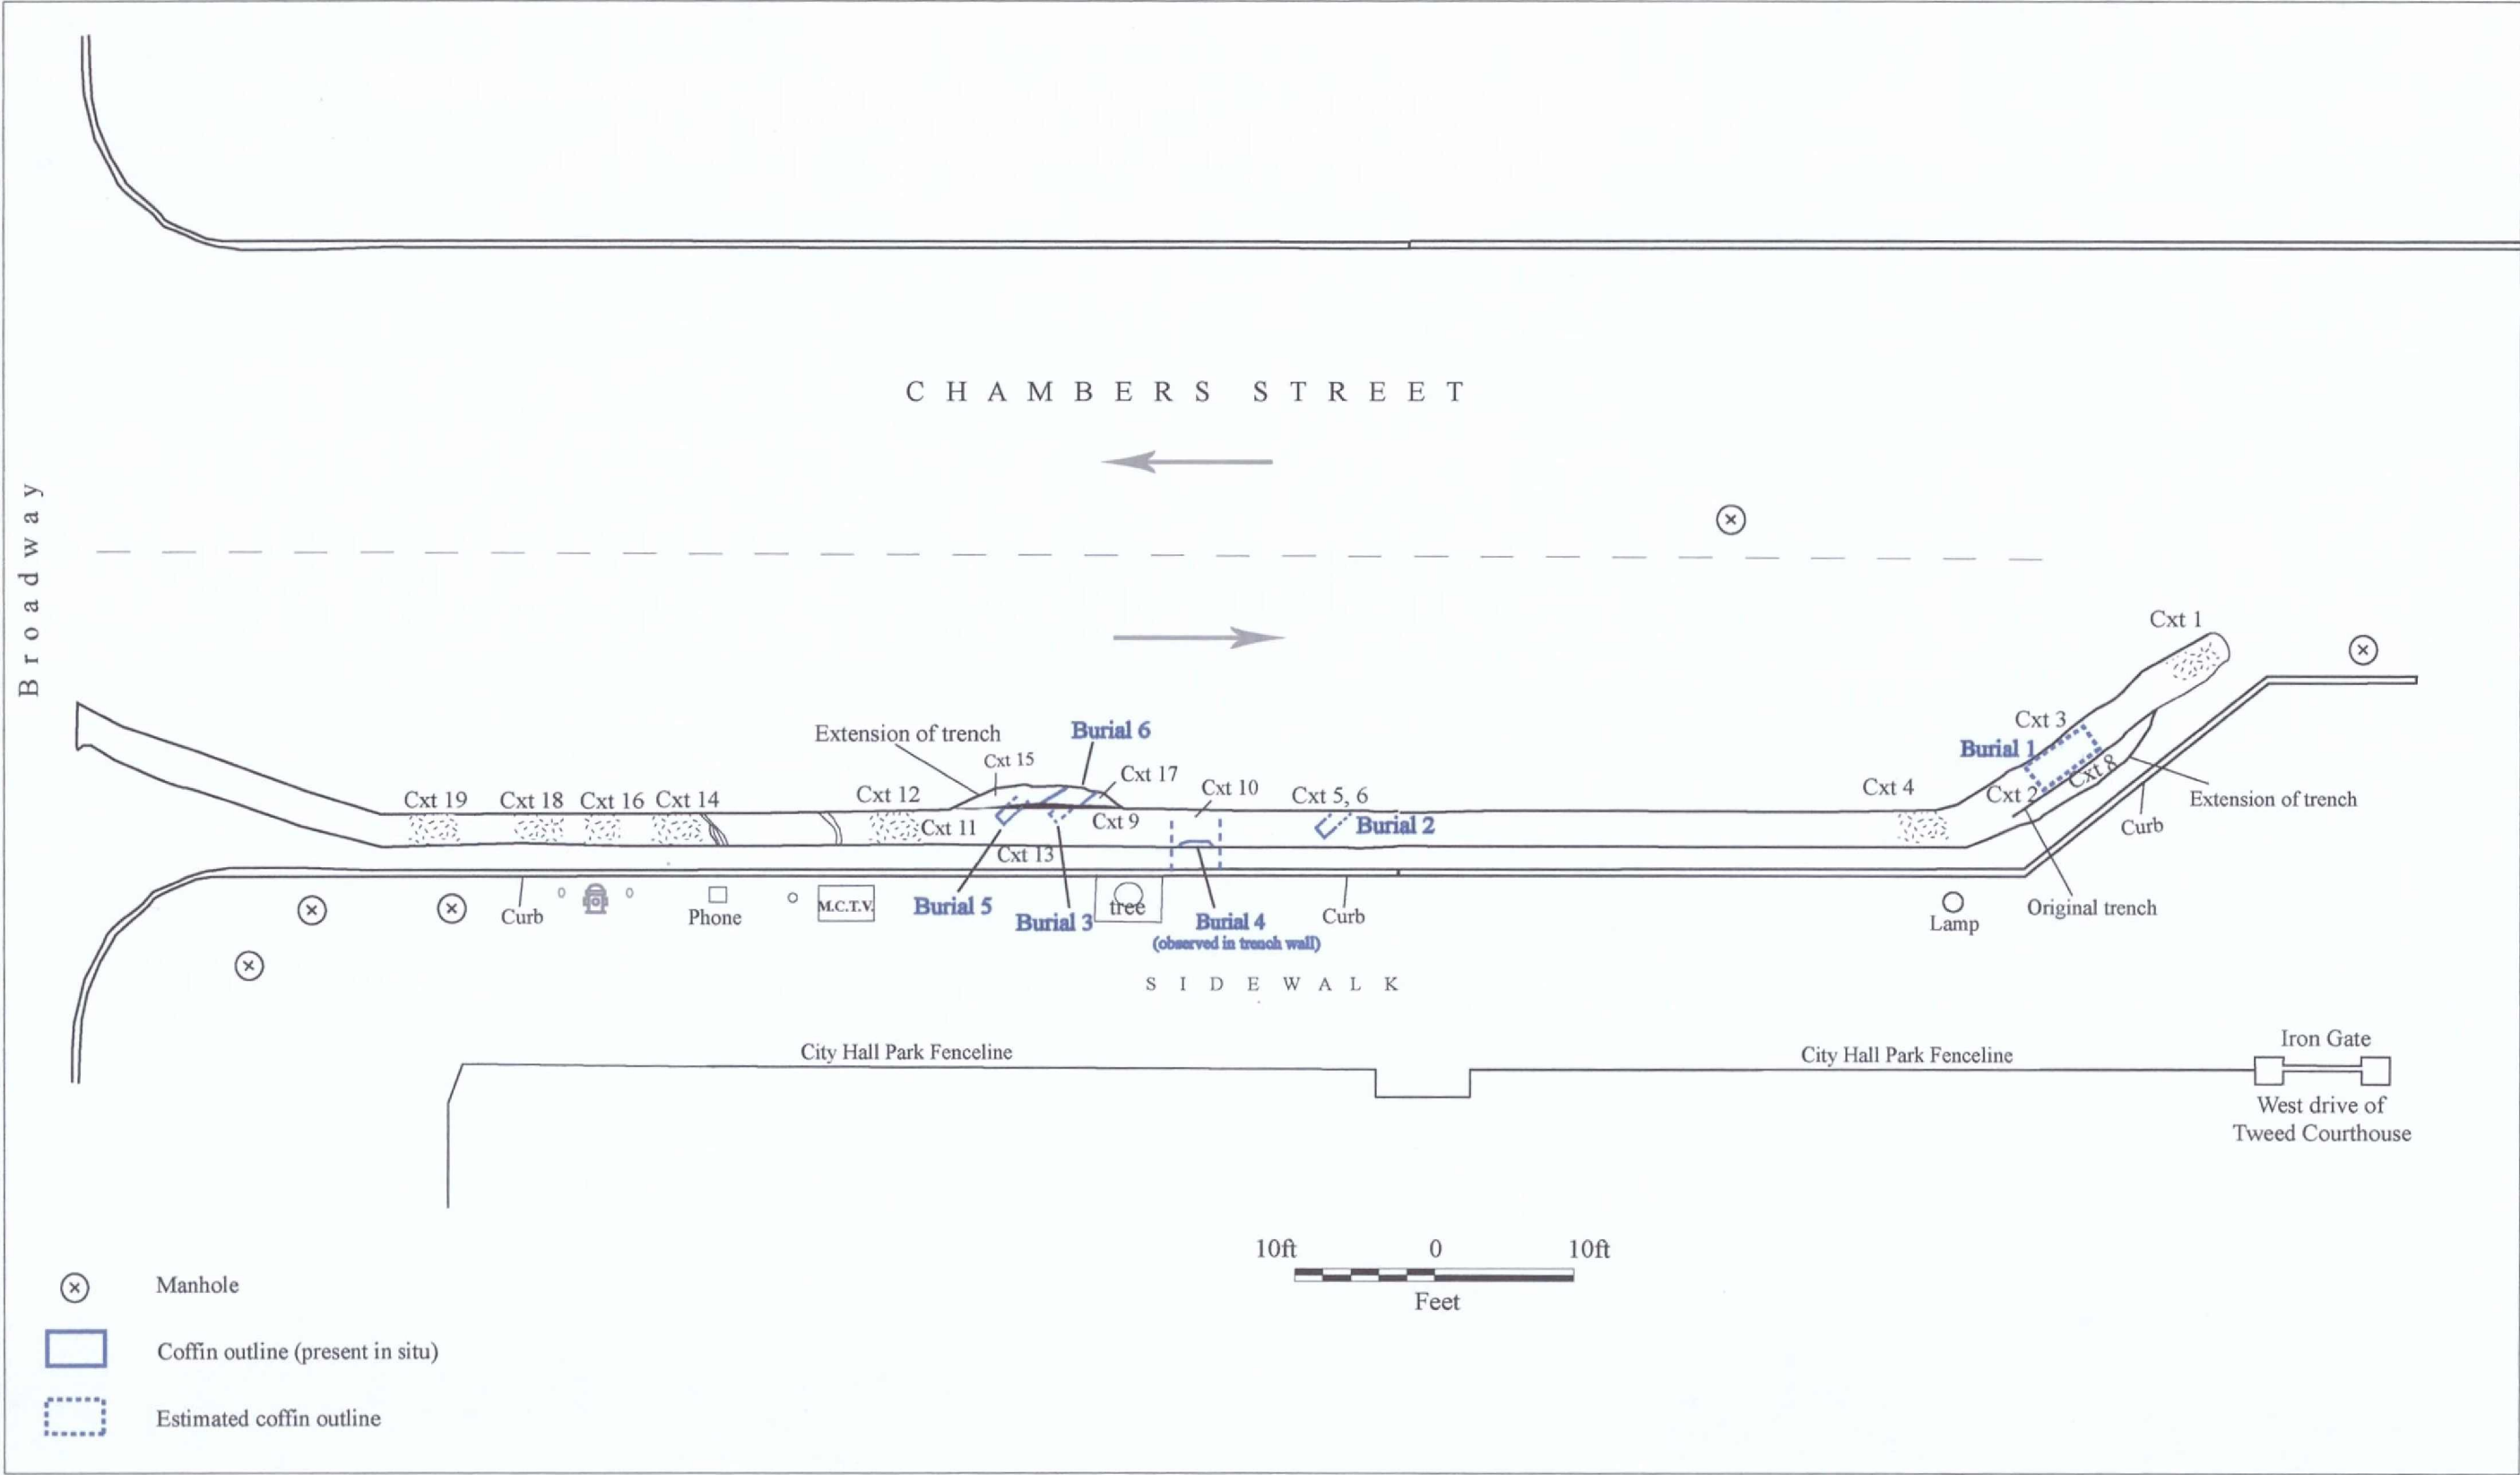 CHAMBERS STREET
Broadway
Cxt 1
Cxt 3
Burial 1
Cxt 8
Cxt 2
Extension of trench
Burial 6
Extension of trench
Cxt 15
Cxt 17
Cxt 10
Cxt 5, 6
Cxt 4
Extension of trench
Cxt 19
Cxt 18
Cxt 16
Cxt 14
Cxt 12
Cxt 11
Cxt 9
Burial 2
Curb
Cxt 13
Curb
Phone
M.C.T.V.
Burial 5
Burial 3
tree
Burial 4
(observed in trench wall)
Curb
Lamp
Original trench
SIDEWALK
City Hall Park Fenceline
City Hall Park Fenceline
Iron Gate
West drive of
Tweed Courthouse
10ft 0 10ft
Feet
Manhole
Coffin outline (present in situ)
Estimated coffin outline